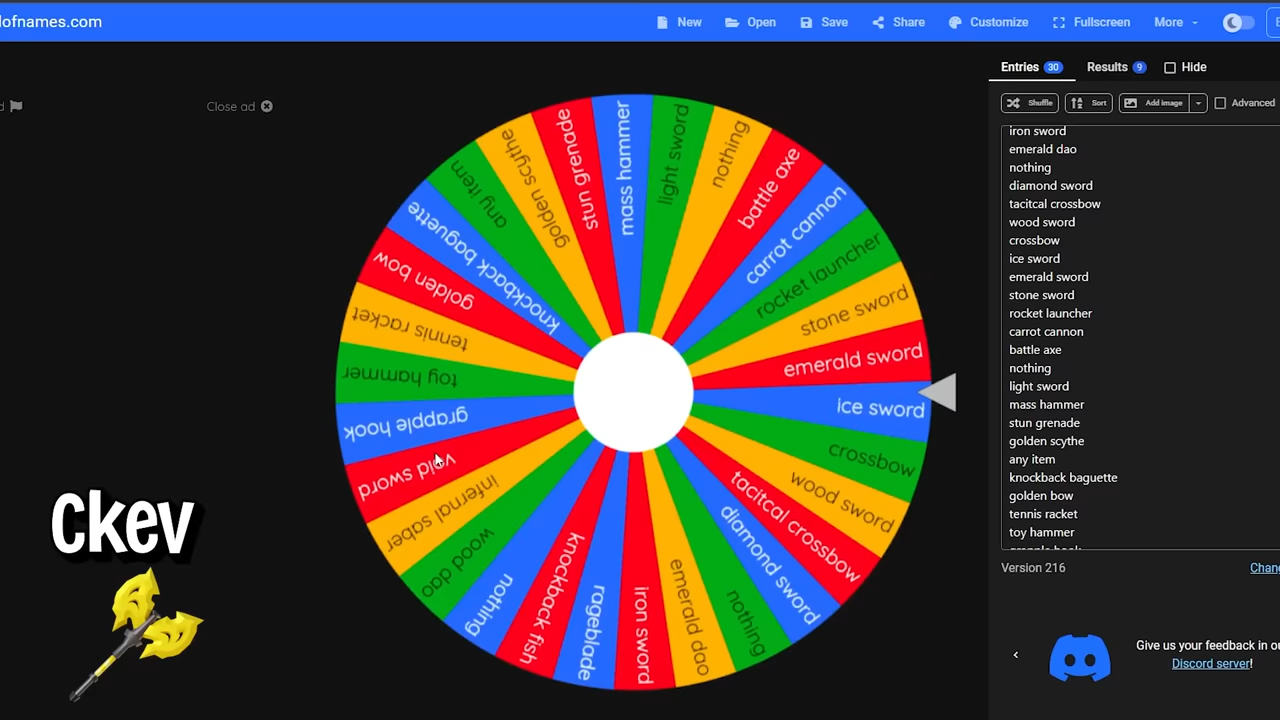 lofnames.com
New
Open
Save
Share
Customize
Fullscreen
More
Close ad
Entries 30
Results 9
Hide
Shuffle
Sort
Add image
Advanced
iron sword
emerald dao
nothing
diamond sword
tacitcal crossbow
wood sword
crossbow
ice sword
emerald sword
stone sword
rocket launcher
carrot cannon
battle axe
nothing
light sword
mass hammer
stun grenade
golden scythe
any item
knockback baguette
golden bow
tennis racket
toy hammer
grapple hook
Version 216
Give us your feedback in ou
Discord server!
mass hammer
light sword
nothing
battle axe
carrot cannon
rocket launcher
stone sword
emerald sword
ice sword
crossbow
wood sword
tacitcal crossbow
diamond sword
nothing
emerald dao
iron sword
rageblade
knockback fish
nothing
wood dao
infernal saber
void sword
grapple hook
toy hammer
tennis racket
golden bow
knockback baguette
any item
golden scythe
stun grenade
Ckev